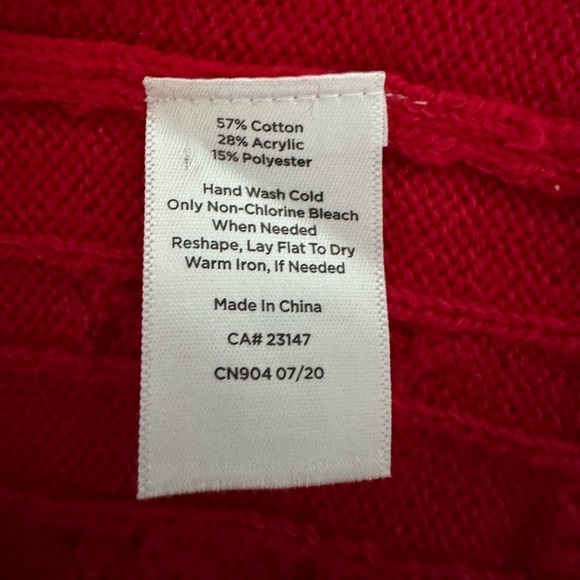 57% Cotton
28% Acrylic
15% Polyester
Hand Wash Cold
Only Non-Chlorine Bleach
When Needed
Reshape, Lay Flat To Dry
Warm Iron, If Needed
Made In China
CA# 23147
CN904 07/20